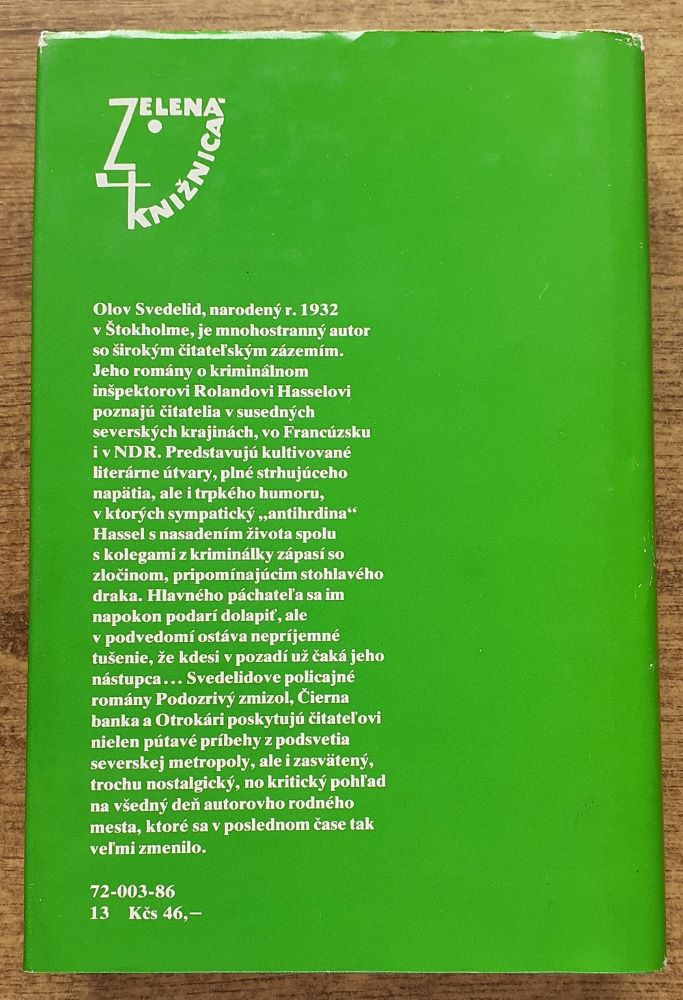 ZELENÁ
KNIŽNICA
Olov Svedelid, narodený r. 1932
v Štokholme, je mnohostranný autor
so širokým čitateľským zázemím.
Jeho romány o kriminálnom
inšpektorovi Rolandovi Hasselovi
poznajú čitatelia v susedných
severských krajinách, vo Francúzsku
i v NDR. Predstavujú kultivované
literárne útvary, plné strhujúceho
napätia, ale i trpkého humoru,
v ktorých sympatický „antihrdina“
Hassel s nasadením života spolu
s kolegami z kriminálky zápasí so
zločinom, pripomínajúcim stohlavého
draka. Hlavného páchateľa sa im
napokon podarí dolapiť, ale
v podvedomí ostáva nepríjemné
tušenie, že kdesi v pozadí už čaká jeho
nástupca... Svedelidove policajné
romány Podozrivý zmizol, Čierna
banka a Otrokári poskytujú čitateľovi
nielen pútavé príbehy z podsvetia
severskej metropoly, ale i zasvätený,
trochu nostalgický, no kritický pohľad
na všedný deň autorovho rodného
mesta, ktoré sa v poslednom čase tak
veľmi zmenilo.
72-003-86
13 Kčs 46,—